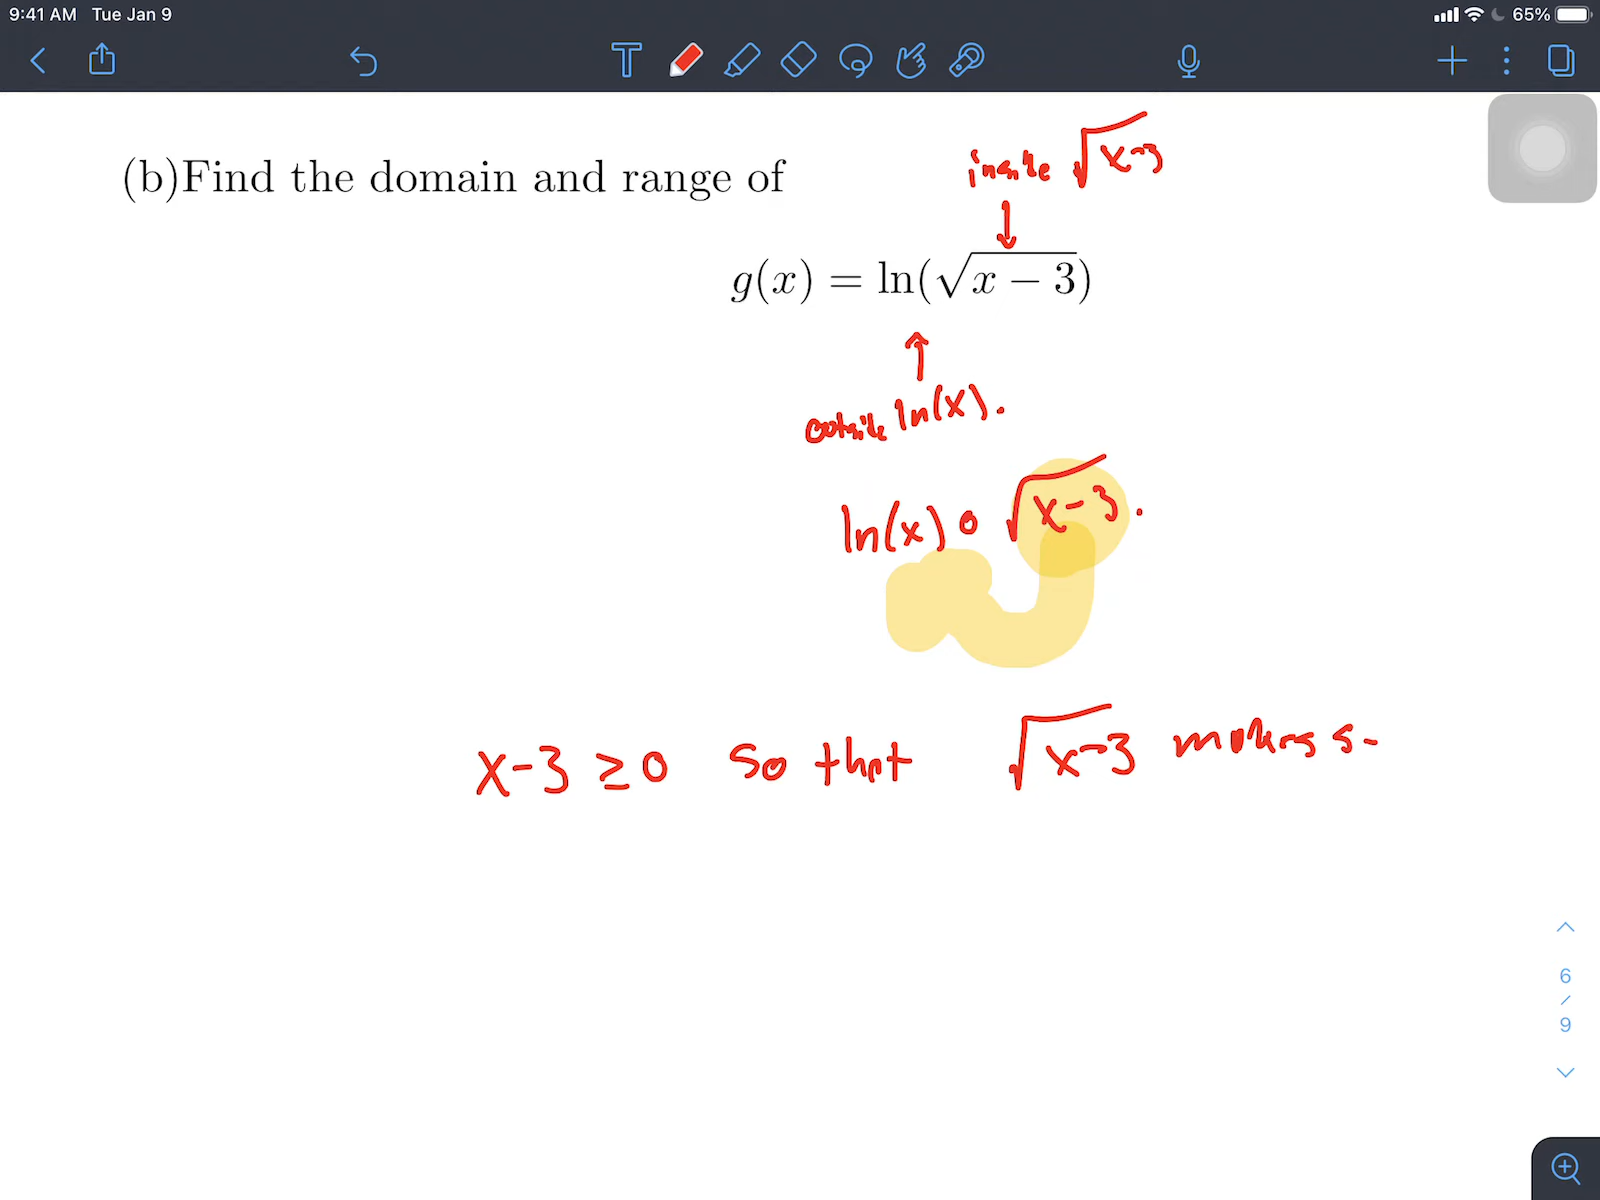 9:41 AM Tue Jan 9 65%
inside √x-3
(b)Find the domain and range of
g(x) = ln(√x − 3)
outside ln(x).
ln(x) ∘ √x-3.
x-3 ≥ 0 so that √x-3 makes s-
6
/
9